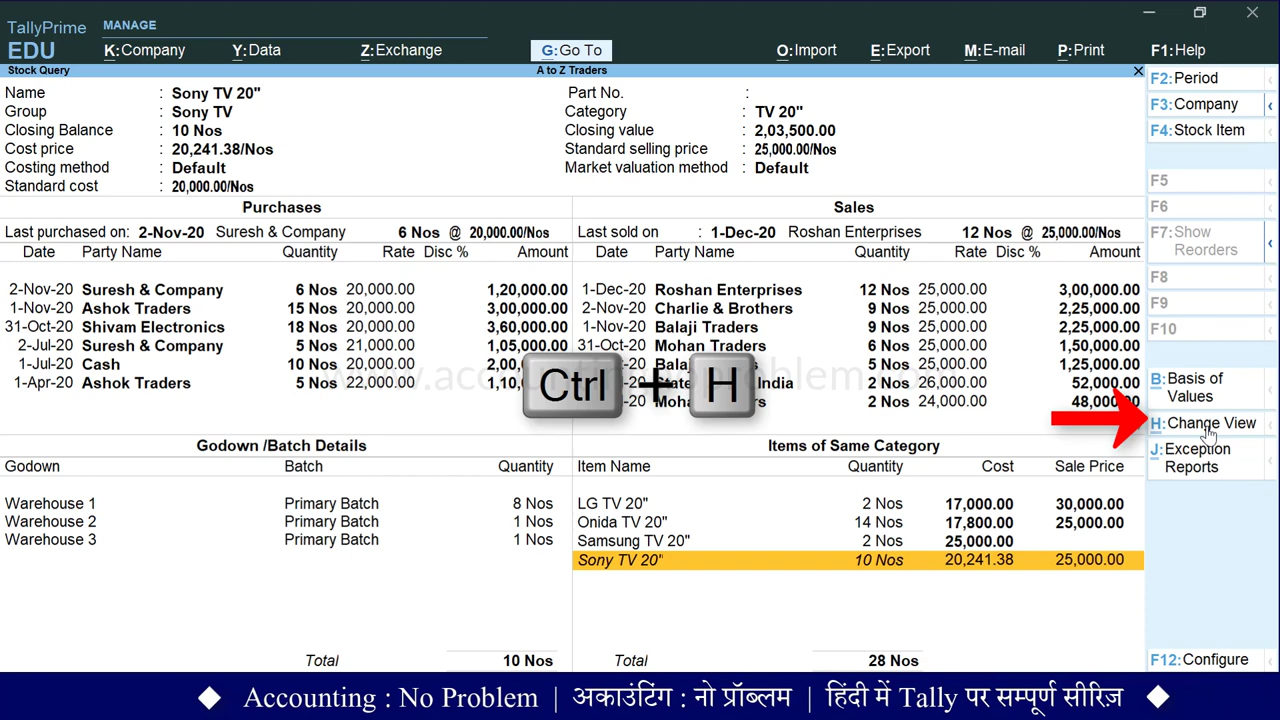 TallyPrime MANAGE
EDU K:Company Y:Data Z:Exchange G:Go To O:Import E:Export M:E-mail P:Print F1:Help
Stock Query A to Z Traders
Name : Sony TV 20" Part No. :
Group : Sony TV Category : TV 20"
Closing Balance : 10 Nos Closing value : 2,03,500.00
Cost price : 20,241.38/Nos Standard selling price : 25,000.00/Nos
Costing method : Default Market valuation method : Default
Standard cost : 20,000.00/Nos
Purchases Sales
Last purchased on: 2-Nov-20 Suresh & Company 6 Nos @ 20,000.00/Nos Last sold on : 1-Dec-20 Roshan Enterprises 12 Nos @ 25,000.00/Nos
Date Party Name Quantity Rate Disc % Amount Date Party Name Quantity Rate Disc % Amount
2-Nov-20 Suresh & Company 6 Nos 20,000.00 1,20,000.00 1-Dec-20 Roshan Enterprises 12 Nos 25,000.00 3,00,000.00
1-Nov-20 Ashok Traders 15 Nos 20,000.00 3,00,000.00 2-Nov-20 Charlie & Brothers 9 Nos 25,000.00 2,25,000.00
31-Oct-20 Shivam Electronics 18 Nos 20,000.00 3,60,000.00 1-Nov-20 Balaji Traders 9 Nos 25,000.00 2,25,000.00
2-Jul-20 Suresh & Company 5 Nos 21,000.00 1,05,000.00 31-Oct-20 Mohan Traders 6 Nos 25,000.00 1,50,000.00
1-Jul-20 Cash 10 Nos 20,000.00 5 Nos 25,000.00 1,25,000.00
1-Apr-20 Ashok Traders 5 Nos 22,000.00 India 2 Nos 26,000.00 52,000.00
2 Nos 24,000.00 48,000.00
Ctrl + H
Godown /Batch Details Items of Same Category
Godown Batch Quantity Item Name Quantity Cost Sale Price
Warehouse 1 Primary Batch 8 Nos LG TV 20" 2 Nos 17,000.00 30,000.00
Warehouse 2 Primary Batch 1 Nos Onida TV 20" 14 Nos 17,800.00 25,000.00
Warehouse 3 Primary Batch 1 Nos Samsung TV 20" 2 Nos 25,000.00
Sony TV 20" 10 Nos 20,241.38 25,000.00
Total 10 Nos Total 28 Nos
F2:Period
F3:Company
F4:Stock Item
F5
F6
F7:Show
Reorders
F8
F9
F10
B:Basis of
Values
H:Change View
J:Exception
Reports
F12:Configure
Accounting : No Problem | अकाउंटिंग : नो प्रॉब्लम | हिंदी में Tally पर सम्पूर्ण सीरिज़